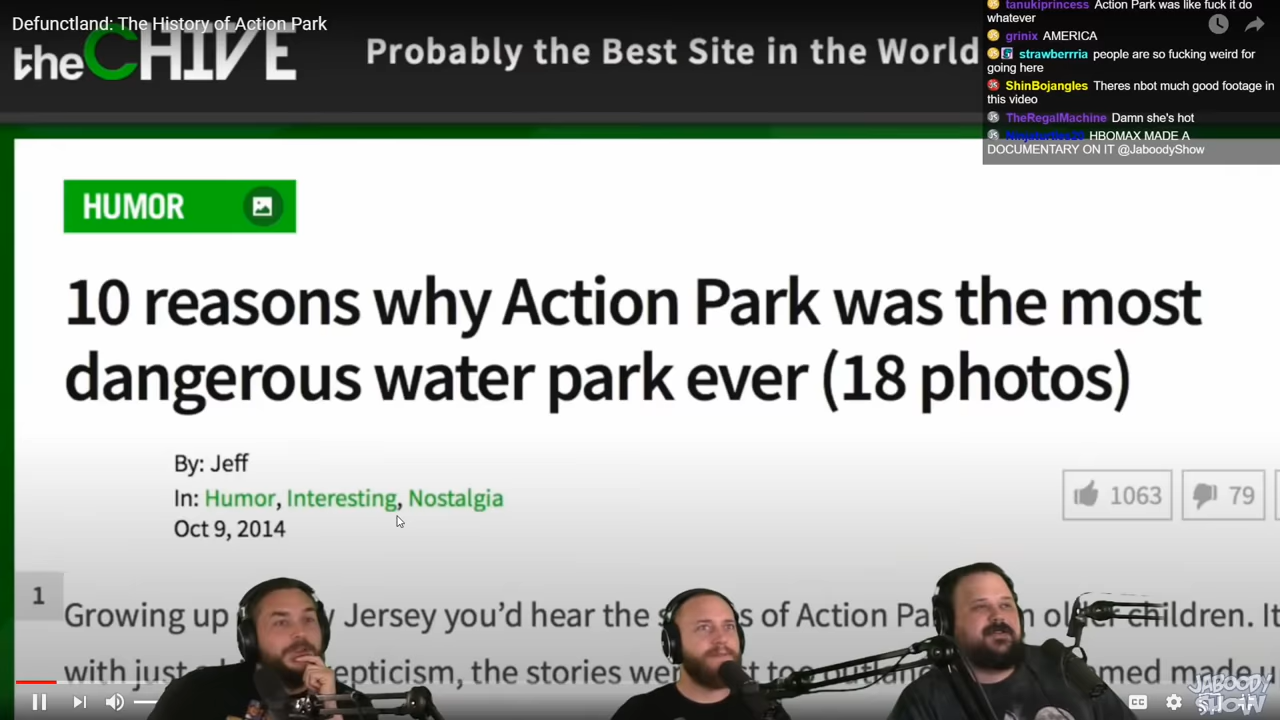 Defunctland: The History of Action Park
theCHIVE
Probably the Best Site in the World
tanukiprincess Action Park was like fuck it do
whatever
grinix AMERICA
strawberrria people are so fucking weird for
going here
ShinBojangles Theres nbot much good footage in
this video
TheRegalMachine Damn she's hot
HBOMAX MADE A
DOCUMENTARY ON IT @JaboodyShow
HUMOR
10 reasons why Action Park was the most
dangerous water park ever (18 photos)
By: Jeff
In: Humor, Interesting, Nostalgia
Oct 9, 2014
1063
79
1
Growing up Jersey you'd hear the of Action children. It
with just the stories
CC
JABOODY
SHOW